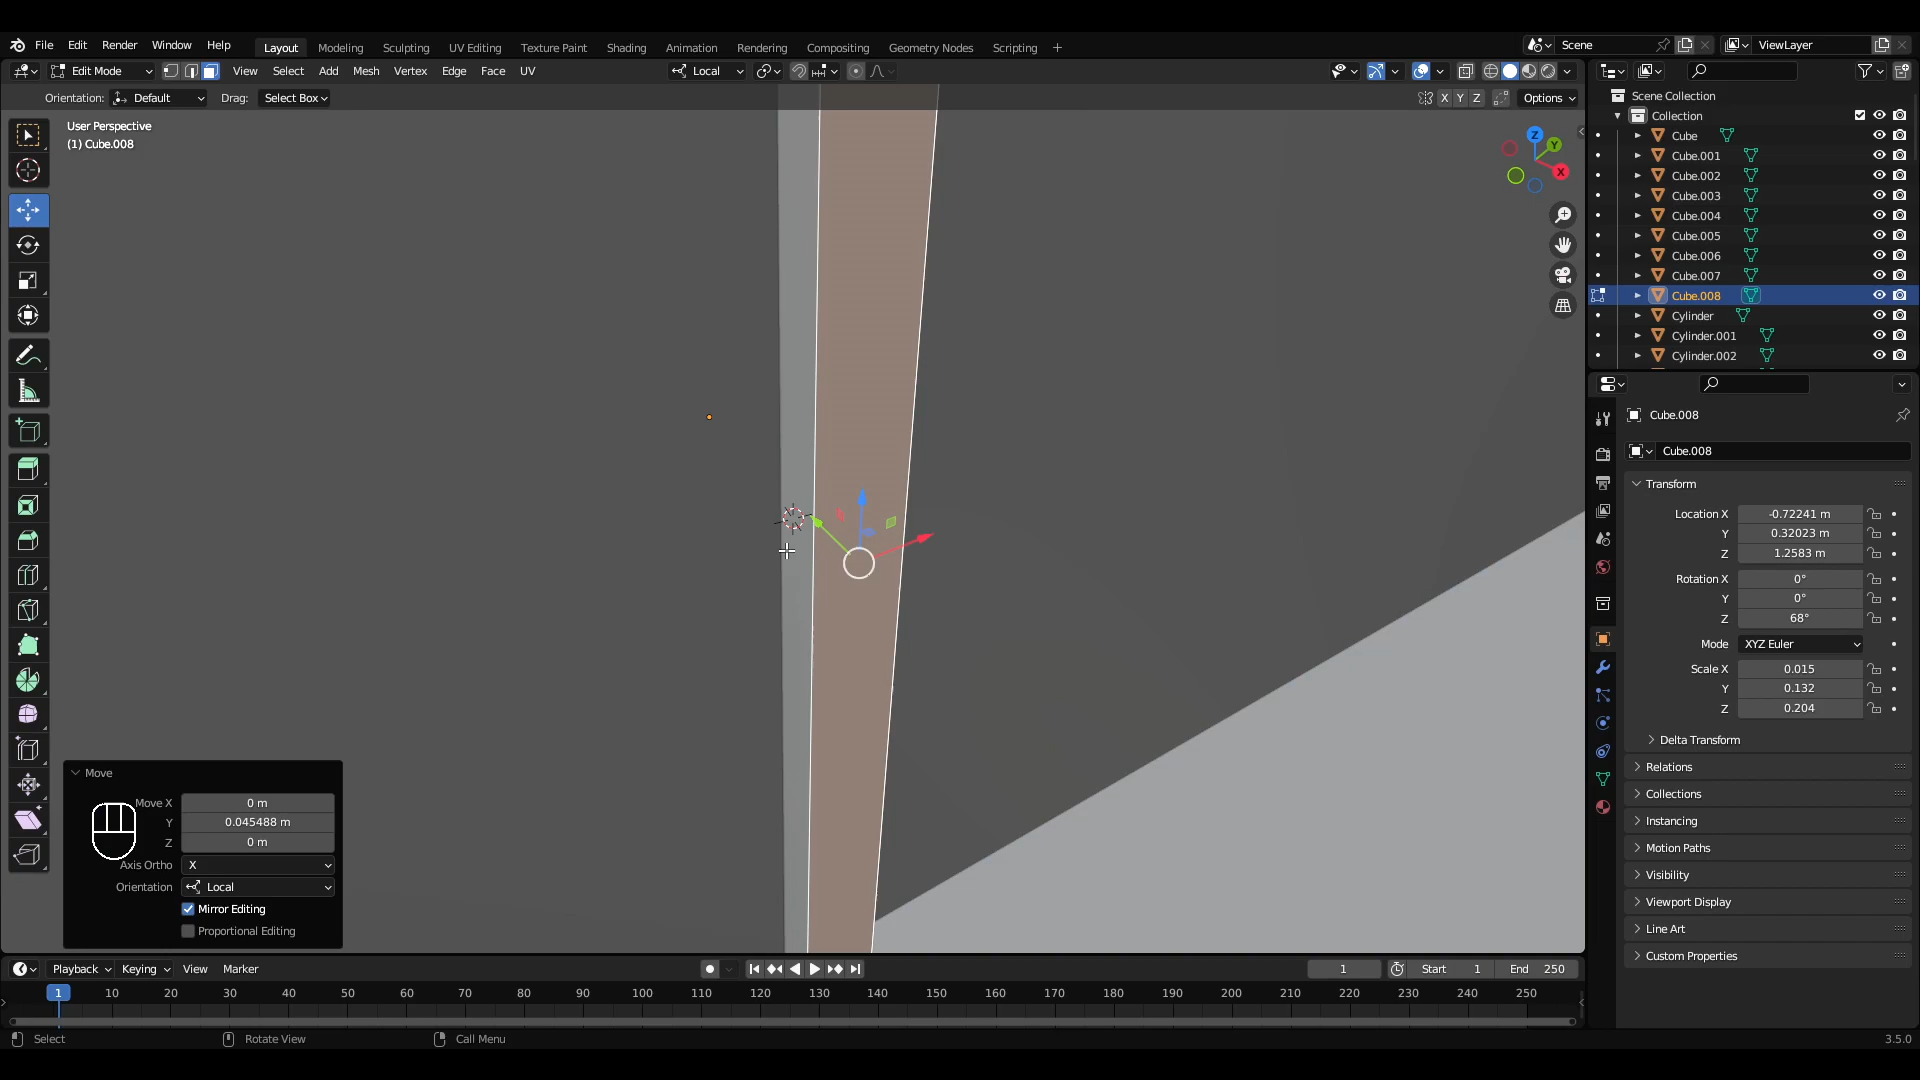 File Edit Render Window Help Layout Modeling Sculpting UV Editing Texture Paint Shading Animation Rendering Compositing Geometry Nodes Scripting + Scene ViewLayer
Edit Mode View Select Add Mesh Vertex Edge Face UV Local
Orientation: Default Drag: Select Box X Y Z Options
User Perspective
(1) Cube.008
Z
Y
X
Scene Collection
Collection
Cube
Cube.001
Cube.002
Cube.003
Cube.004
Cube.005
Cube.006
Cube.007
Cube.008
Cylinder
Cylinder.001
Cylinder.002
Cube.008
Cube.008
Transform
Location X -0.72241 m
Y 0.32023 m
Z 1.2583 m
Rotation X 0°
Y 0°
Z 68°
Mode XYZ Euler
Scale X 0.015
Y 0.132
Z 0.204
Delta Transform
Relations
Collections
Instancing
Motion Paths
Visibility
Viewport Display
Line Art
Custom Properties
Move
Move X 0 m
Y 0.045488 m
Z 0 m
Axis Ortho X
Orientation Local
Mirror Editing
Proportional Editing
Playback Keying View Marker 1 Start 1 End 250
1 10 20 30 40 50 60 70 80 90 100 110 120 130 140 150 160 170 180 190 200 210 220 230 240 250
Select Rotate View Call Menu 3.5.0